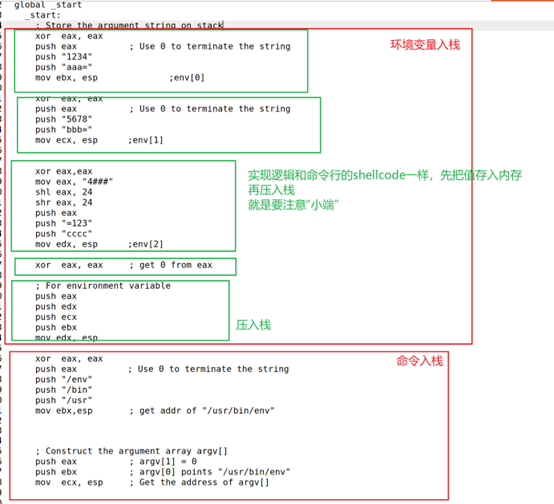 global _start
_start:
; Store the argument string on stack
xor eax, eax
push eax ; Use 0 to terminate the string
push "1234"
push "aaa="
mov ebx, esp ;env[0]
环境变量入栈
xor eax, eax
push eax ; Use 0 to terminate the string
push "5678"
push "bbb="
mov ecx, esp ;env[1]
xor eax,eax
mov eax, "4###"
shl eax, 24
shr eax, 24
push eax
push "=123"
push "cccc"
mov edx, esp ;env[2]
实现逻辑和命令行的shellcode一样,先把值存入内存
再压入栈
就是要注意“小端”
xor eax, eax ; get 0 from eax
; For environment variable
push eax
push edx
push ecx
push ebx
mov edx, esp
压入栈
xor eax, eax
push eax ; Use 0 to terminate the string
push "/env"
push "/bin"
push "/usr"
mov ebx,esp ; get addr of "/usr/bin/env"
命令入栈
; Construct the argument array argv[]
push eax ; argv[1] = 0
push ebx ; argv[0] points "/usr/bin/env"
mov ecx, esp ; Get the address of argv[]